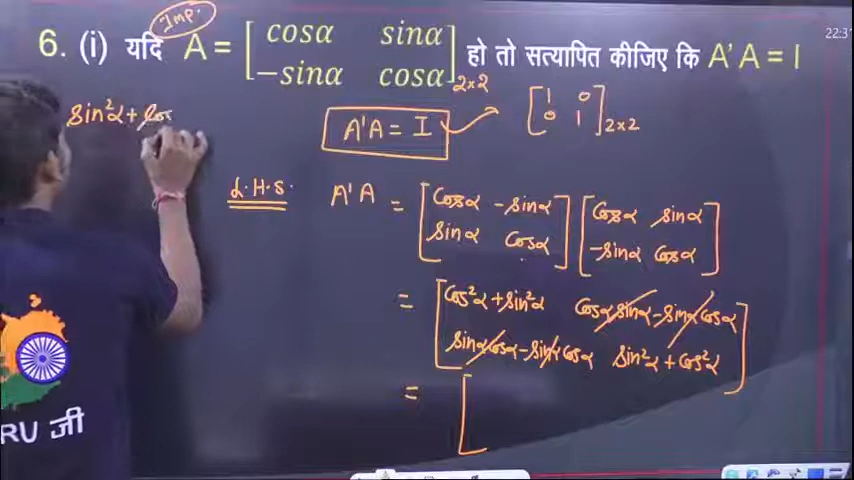 Imp.
6. (i) यदि A = [ cosα sinα ] हो तो सत्यापित कीजिए कि A' A = I
[ −sinα cosα ] 2×2
sin²α + cos
A'A = I
[ 1 0 ]
[ 0 1 ] 2×2
L.H.S. A'A = [ cosα -sinα ] [ cosα sinα ]
[ sinα cosα ] [ -sinα cosα ]
= [ cos²α + sin²α cosα sinα - sinα cosα ]
[ sinα cosα - sinα cosα sin²α + cos²α ]
= [
RU जी
22:3